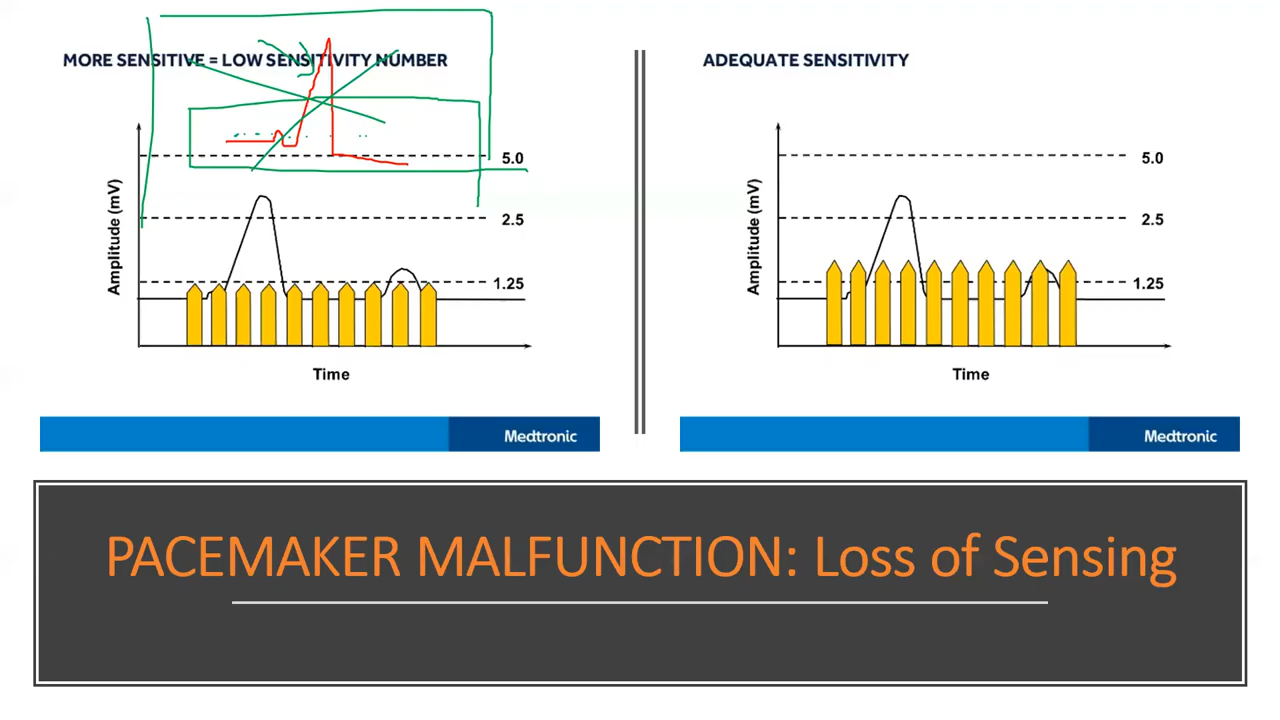 MORE SENSITIVE = LOW SENSITIVITY NUMBER
5.0
2.5
1.25
Amplitude (mV)
Time
Medtronic
ADEQUATE SENSITIVITY
5.0
2.5
1.25
Amplitude (mV)
Time
Medtronic
PACEMAKER MALFUNCTION: Loss of Sensing